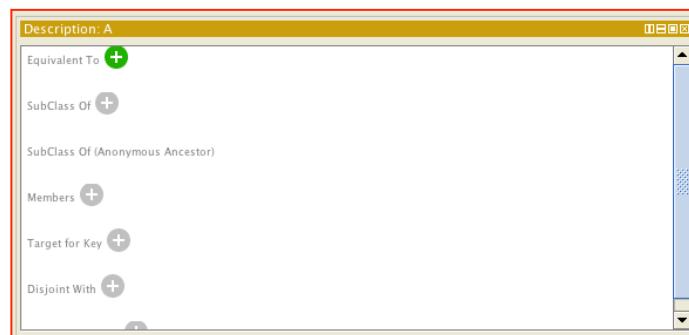 Description: A
Equivalent To
SubClass Of
SubClass Of (Anonymous Ancestor)
Members
Target for Key
Disjoint With